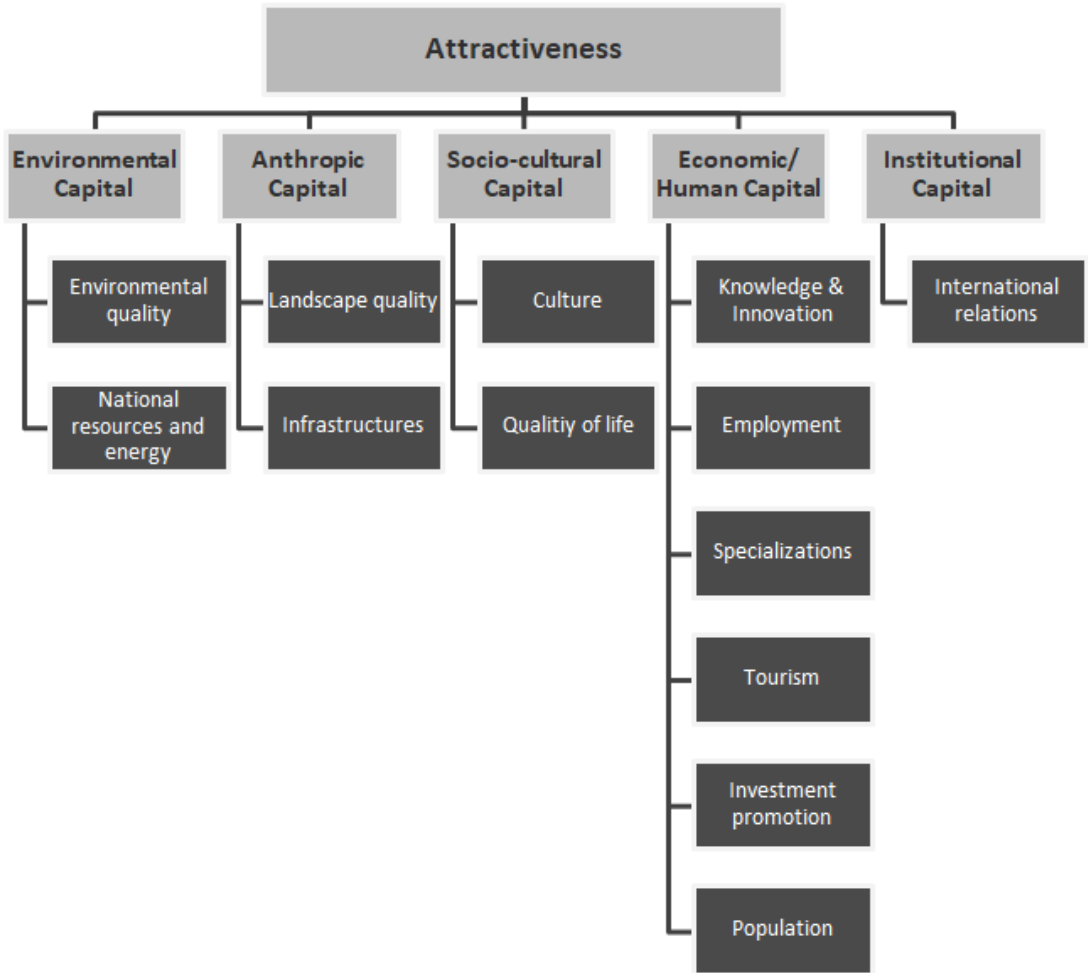 Attractiveness
Environmental
Capital
Anthropic
Capital
Socio-cultural
Capital
Economic/
Human Capital
Institutional
Capital
Environmental
quality
National
resources and
energy
Landscape quality
Infrastructures
Culture
Qualitiy of life
Knowledge &
Innovation
Employment
Specializations
Tourism
Investment
promotion
Population
International
relations